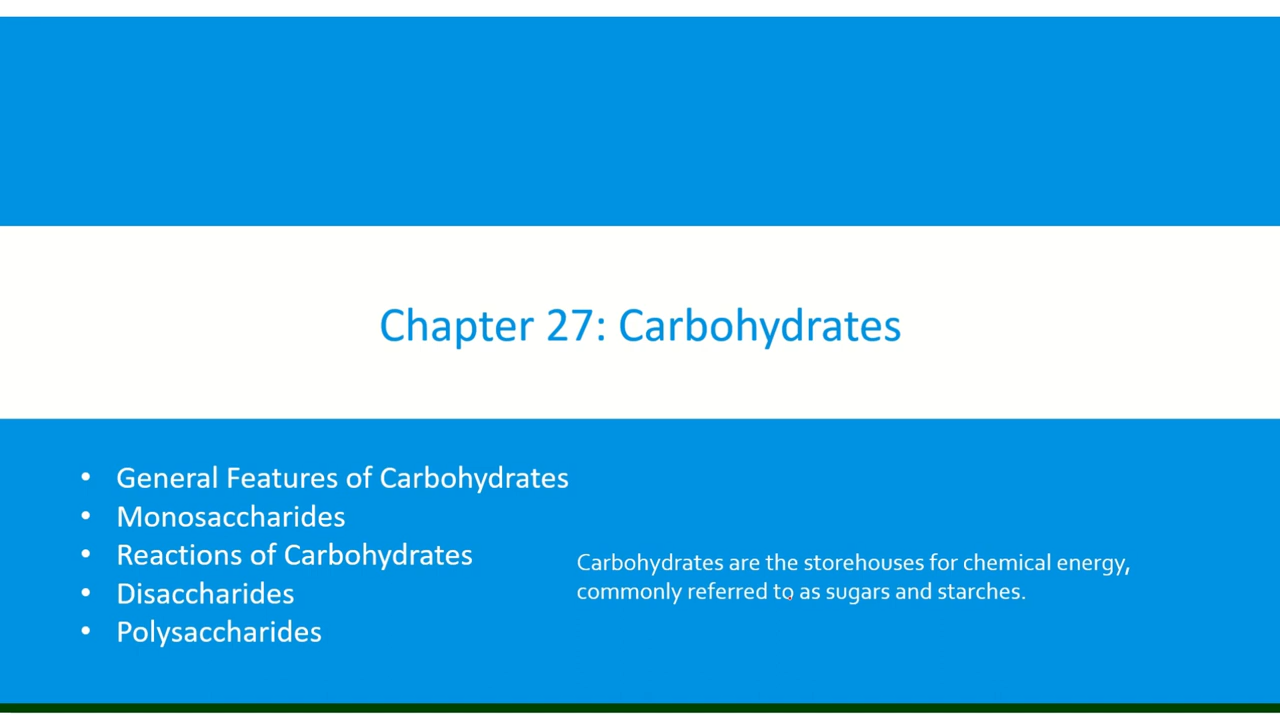 Chapter 27: Carbohydrates
• General Features of Carbohydrates
• Monosaccharides
• Reactions of Carbohydrates
• Disaccharides
• Polysaccharides
Carbohydrates are the storehouses for chemical energy,
commonly referred to as sugars and starches.